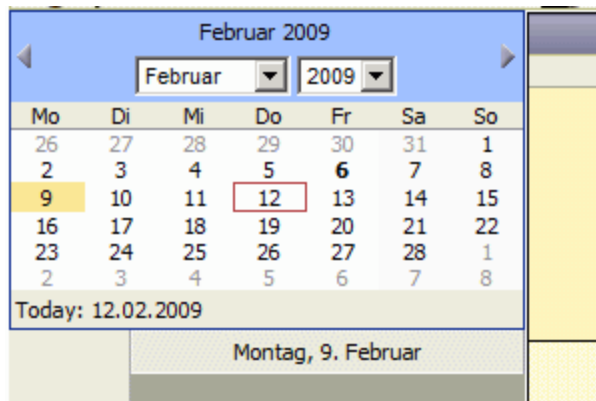 Februar 2009
Februar 2009
Mo Di Mi Do Fr Sa So
26 27 28 29 30 31 1
2 3 4 5 6 7 8
9 10 11 12 13 14 15
16 17 18 19 20 21 22
23 24 25 26 27 28 1
2 3 4 5 6 7 8
Today: 12.02.2009
Montag, 9. Februar